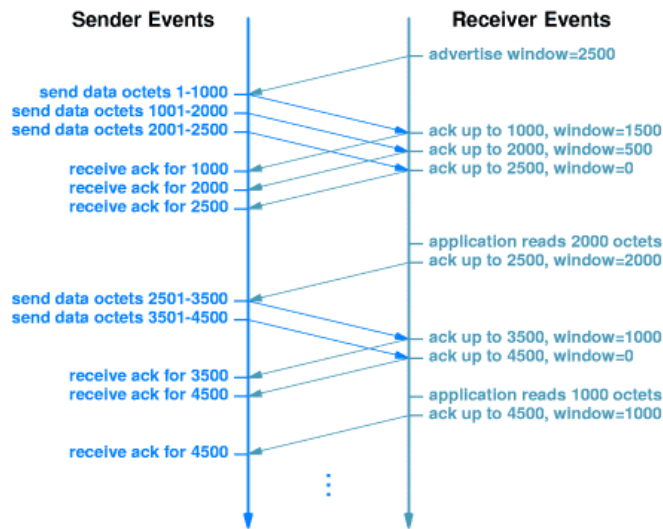 Sender Events
Receiver Events
advertise window=2500
send data octets 1-1000
send data octets 1001-2000
send data octets 2001-2500
ack up to 1000, window=1500
ack up to 2000, window=500
ack up to 2500, window=0
receive ack for 1000
receive ack for 2000
receive ack for 2500
application reads 2000 octets
ack up to 2500, window=2000
send data octets 2501-3500
send data octets 3501-4500
ack up to 3500, window=1000
ack up to 4500, window=0
receive ack for 3500
receive ack for 4500
application reads 1000 octets
ack up to 4500, window=1000
receive ack for 4500